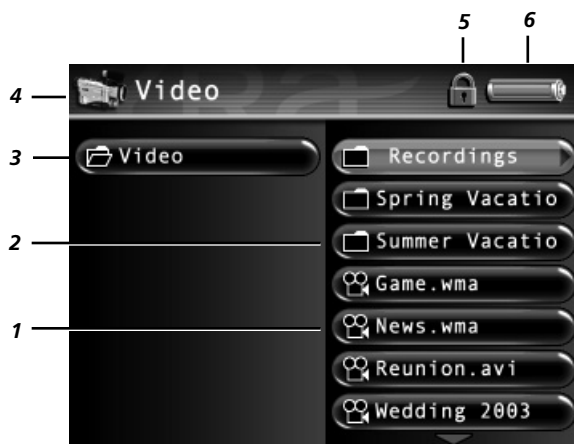 5 6
4 Video
3 Video
Recordings
Spring Vacatio
2 Summer Vacatio
Game.wma
1 News.wma
Reunion.avi
Wedding 2003